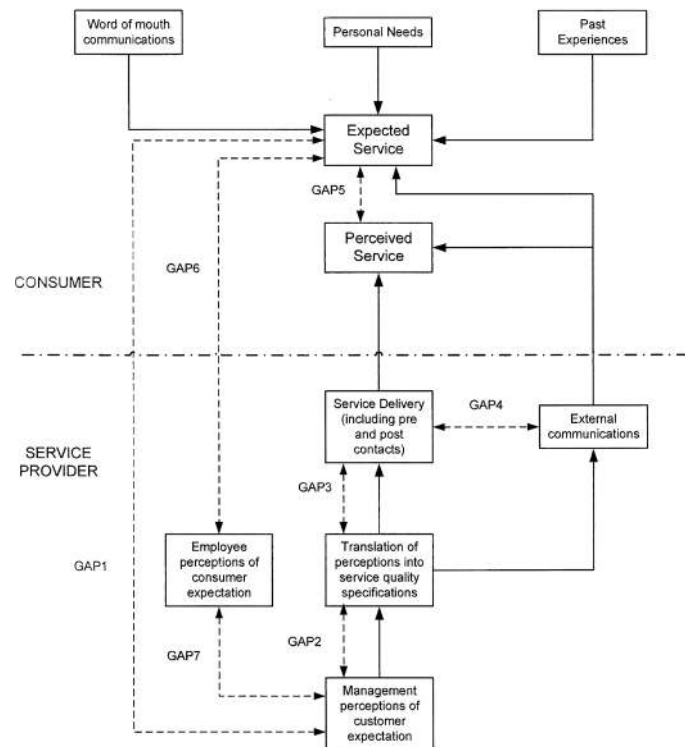 Word of mouth
communications
Personal Needs
Past
Experiences
Expected
Service
GAP5
Perceived
Service
GAP6
CONSUMER
Service Delivery
(including pre
and post
contacts)
GAP4
External
communications
SERVICE
PROVIDER
GAP3
Employee
perceptions of
consumer
expectation
Translation of
perceptions into
service quality
specifications
GAP1
GAP7
GAP2
Management
perceptions of
customer
expectation